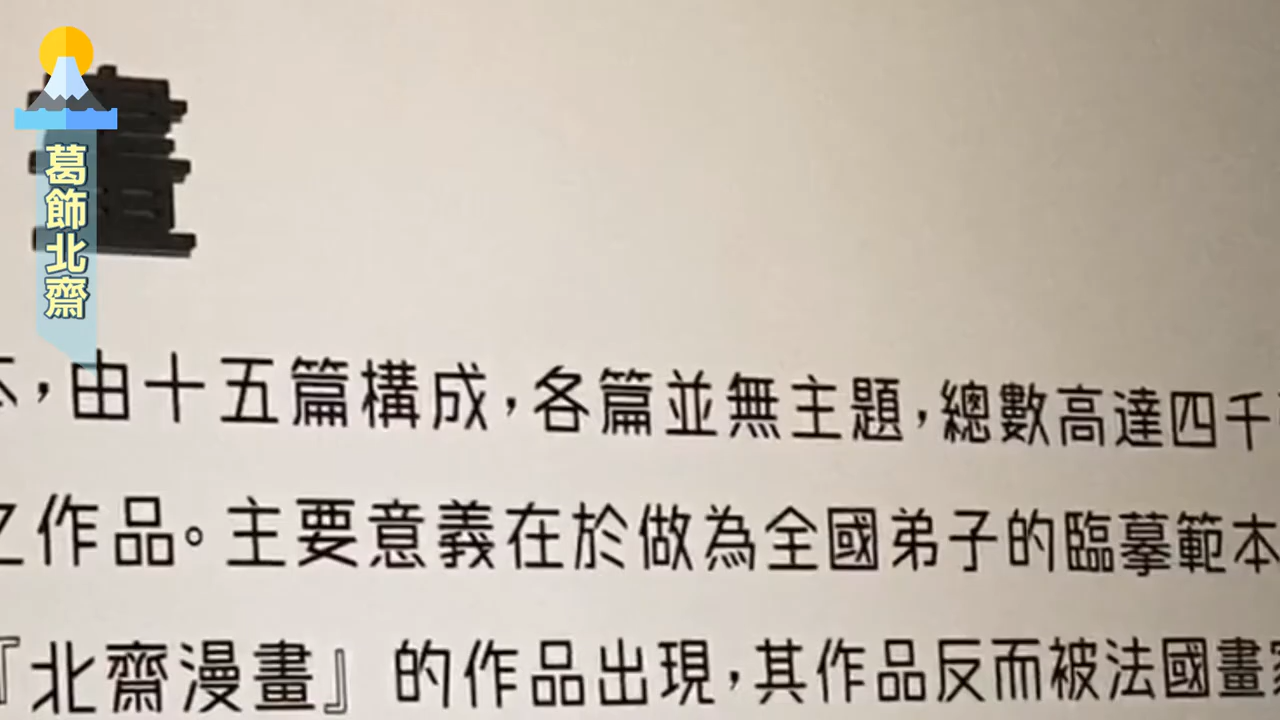 葛飾北齋
畫
，由十五篇構成，各篇並無主題，總數高達四千
之作品。主要意義在於做為全國弟子的臨摹範本
『北齋漫畫』的作品出現，其作品反而被法國畫